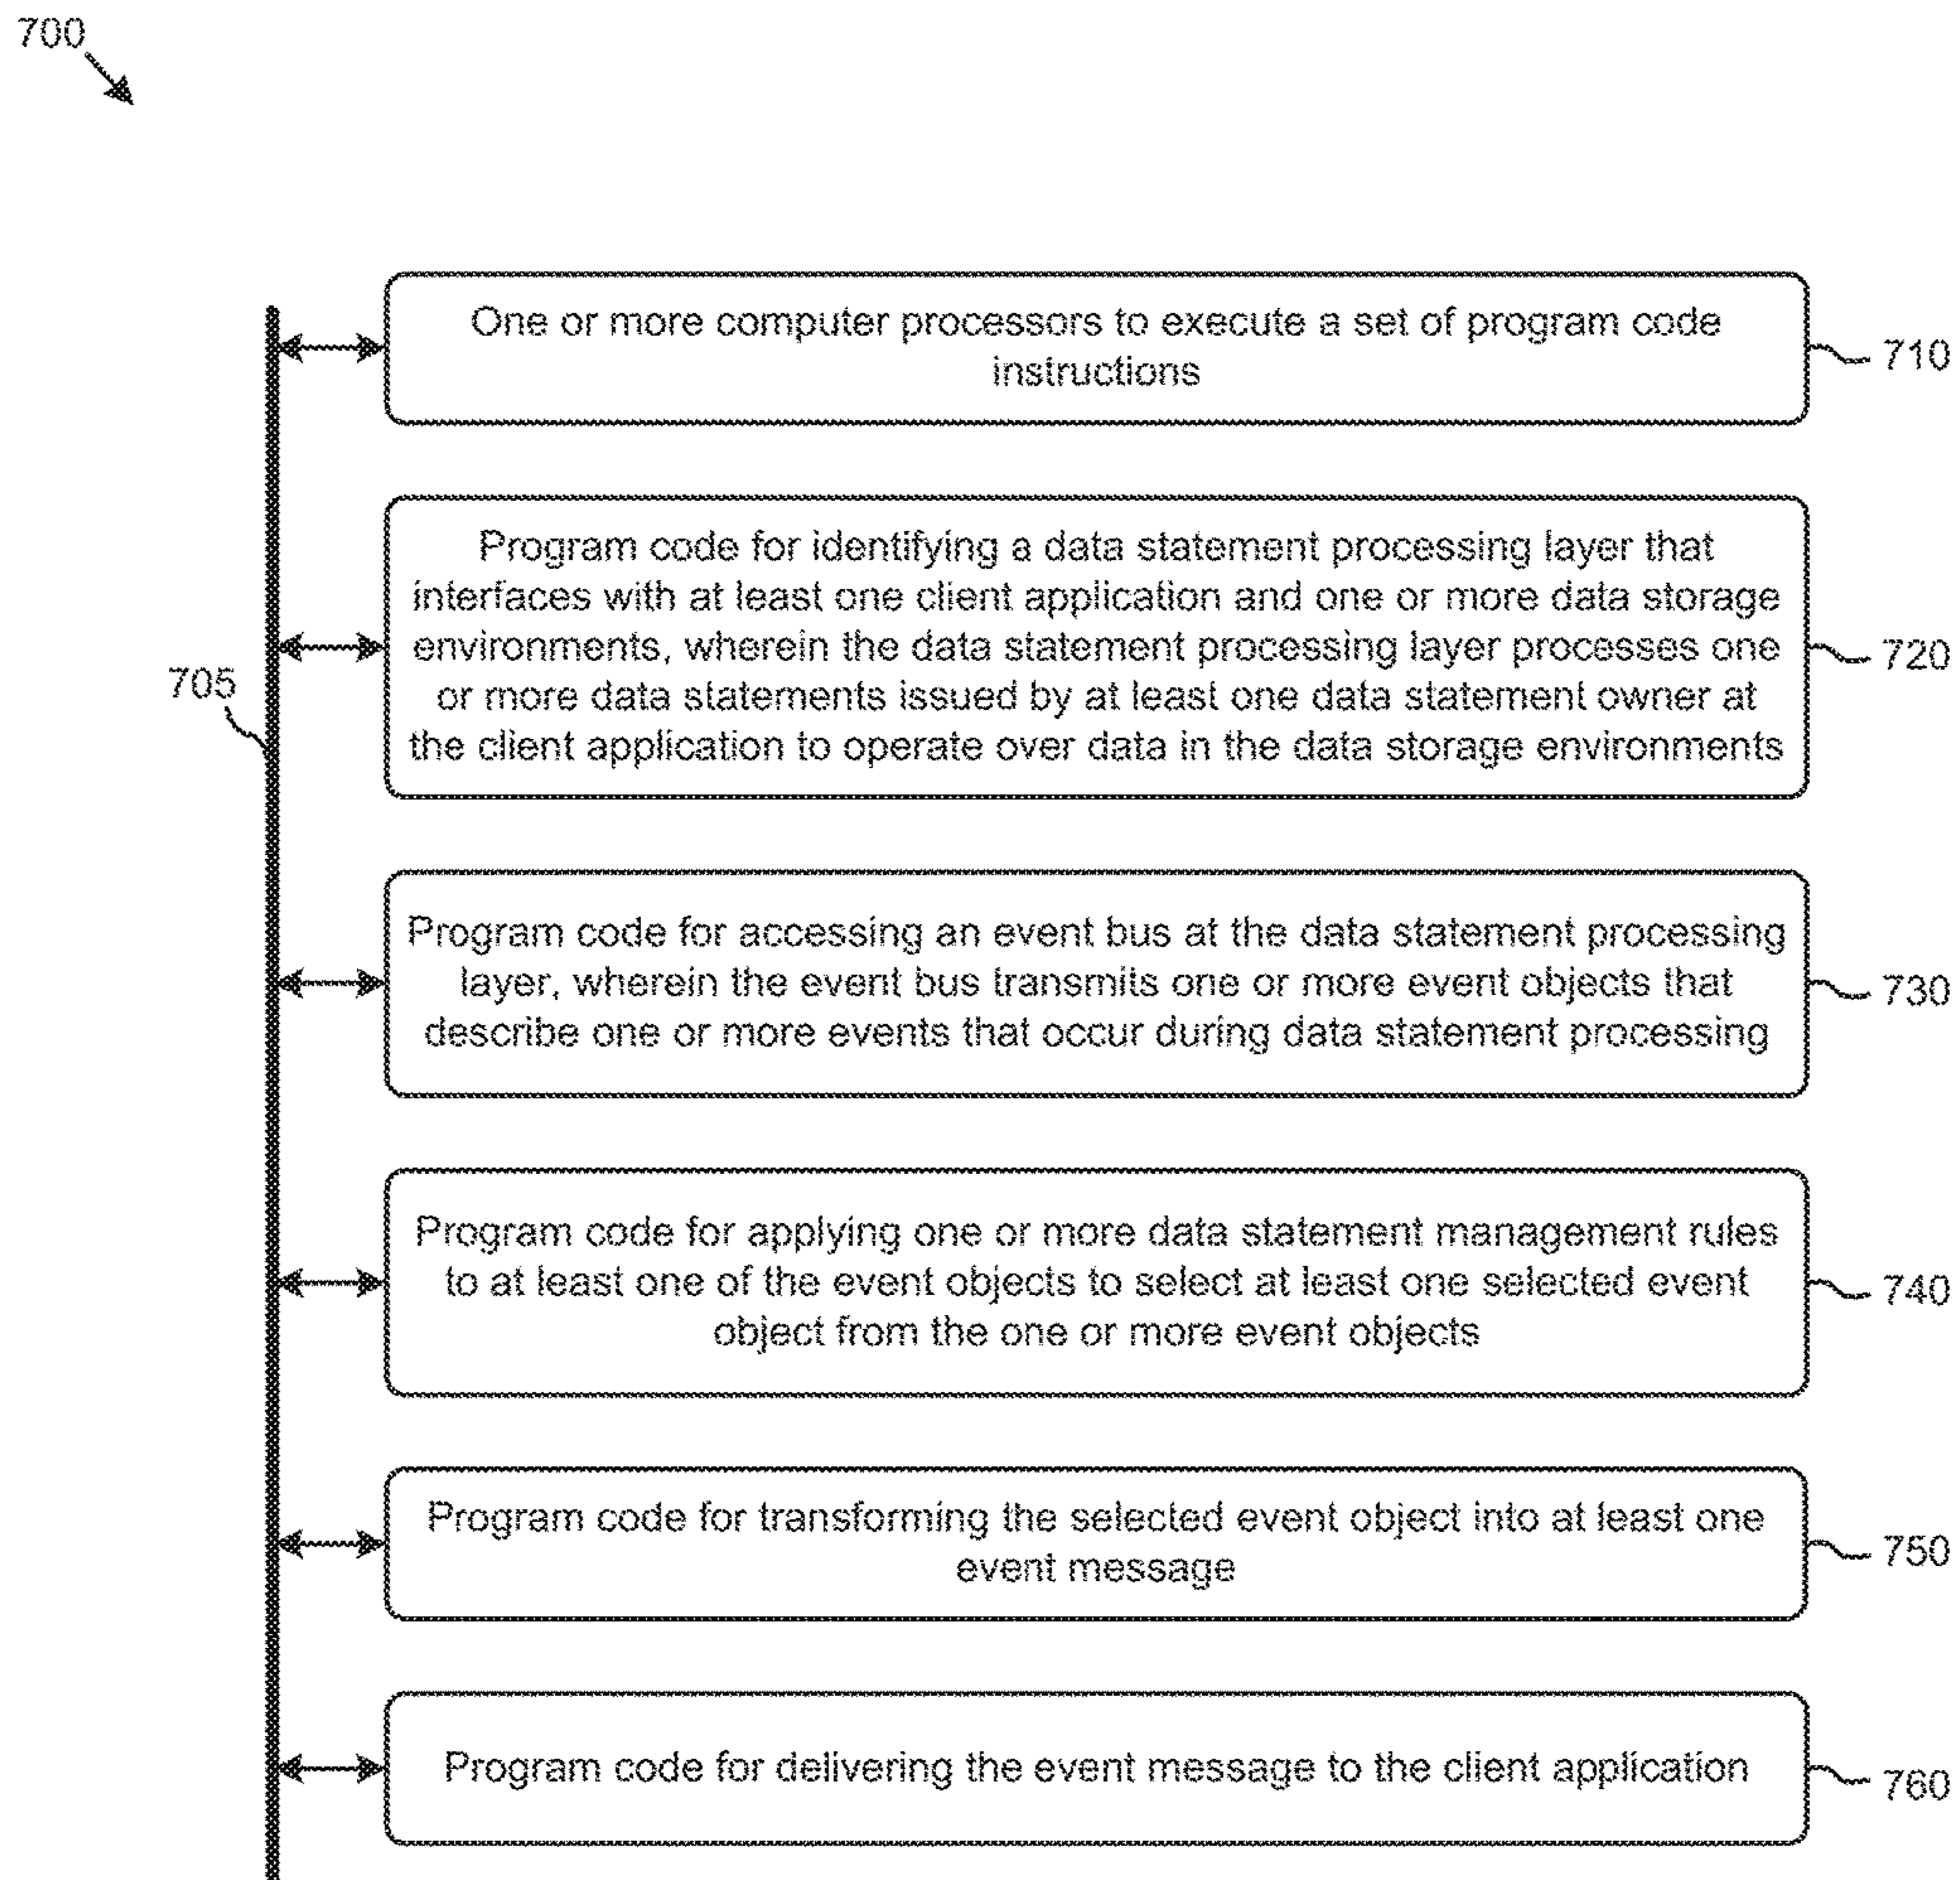 700
One or more computer processors to execute a set of program code
instructions
710
Program code for identifying a data statement processing layer that
interfaces with at least one client application and one or more data storage
environments, wherein the data statement processing layer processes one
or more data statements issued by at least one data statement owner at
the client application to operate over data in the data storage environments
720
705
Program code for accessing an event bus at the data statement processing
layer, wherein the event bus transmits one or more event objects that
describe one or more events that occur during data statement processing
730
Program code for applying one or more data statement management rules
to at least one of the event objects to select at least one selected event
object from the one or more event objects
740
Program code for transforming the selected event object into at least one
event message
750
Program code for delivering the event message to the client application
760